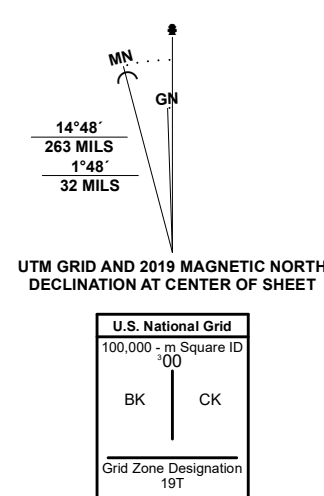 MN
GN
14°48´
263 MILS
1°48´
32 MILS
UTM GRID AND 2019 MAGNETIC NORTH
DECLINATION AT CENTER OF SHEET
U.S. National Grid
100,000 - m Square ID
³00
BK CK
Grid Zone Designation
19T